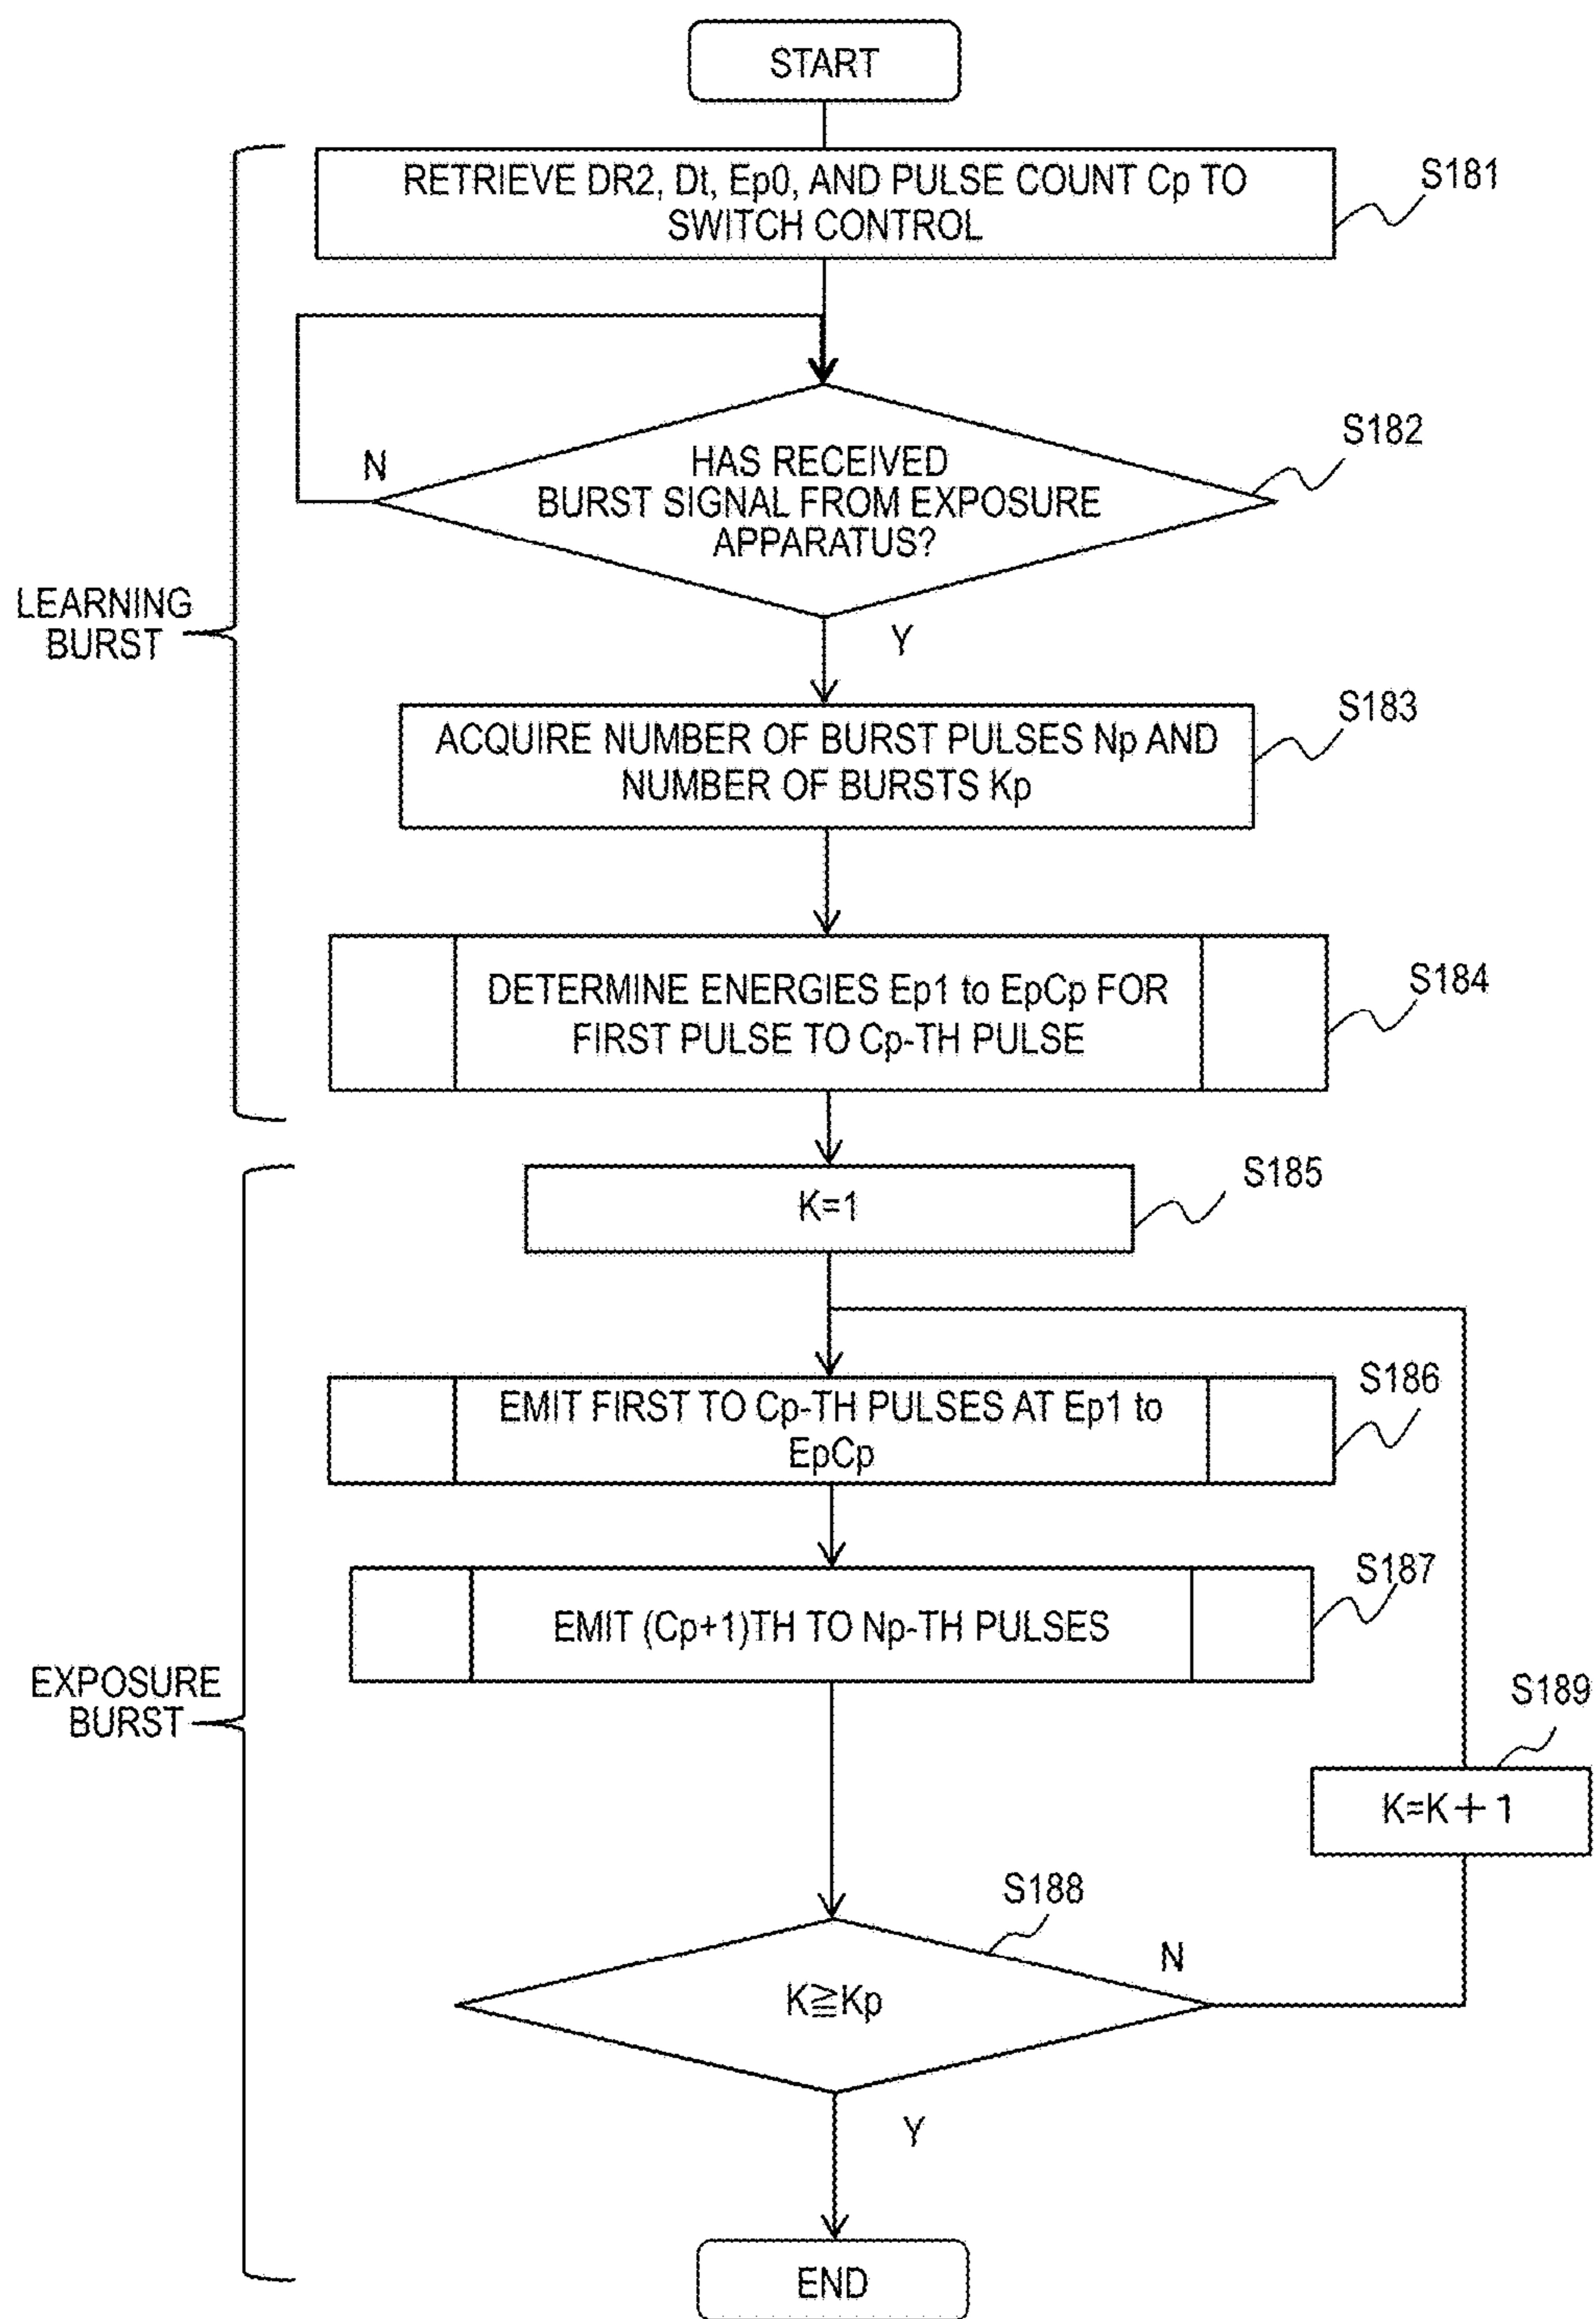 START
RETRIEVE DR2, Dt, Ep0, AND PULSE COUNT Cp TO
SWITCH CONTROL
S181
HAS RECEIVED
BURST SIGNAL FROM EXPOSURE
APPARATUS?
S182
N
Y
LEARNING
BURST
ACQUIRE NUMBER OF BURST PULSES Np AND
NUMBER OF BURSTS Kp
S183
DETERMINE ENERGIES Ep1 to EpCp FOR
FIRST PULSE TO Cp-TH PULSE
S184
K=1
S185
EMIT FIRST TO Cp-TH PULSES AT Ep1 to
EpCp
S186
EMIT (Cp+1)TH TO Np-TH PULSES
S187
EXPOSURE
BURST
S189
K=K+1
S188
K≧Kp
N
Y
END